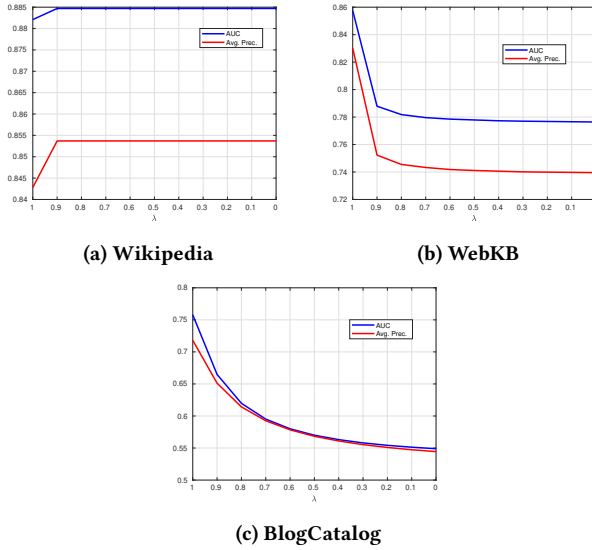 0.885
0.88
0.875
0.87
0.865
0.86
0.855
0.85
0.845
0.84
AUC
Avg. Prec.
1 0.9 0.8 0.7 0.6 0.5 0.4 0.3 0.2 0.1 0
λ
(a) Wikipedia
0.86
0.84
0.82
0.8
0.78
0.76
0.74
0.72
AUC
Avg. Prec.
1 0.9 0.8 0.7 0.6 0.5 0.4 0.3 0.2 0.1
λ
(b) WebKB
0.8
0.75
0.7
0.65
0.6
0.55
0.5
AUC
Avg. Prec.
1 0.9 0.8 0.7 0.6 0.5 0.4 0.3 0.2 0.1 0
λ
(c) BlogCatalog